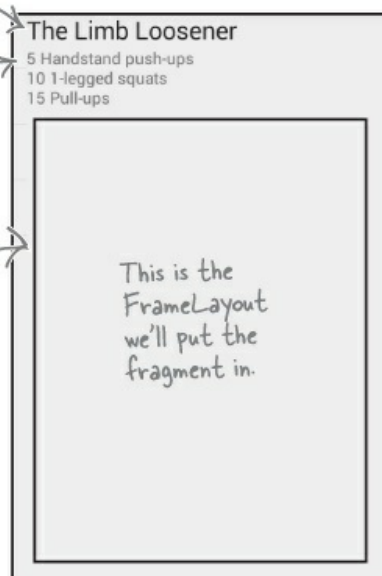 The Limb Loosener
5 Handstand push-ups
10 1-legged squats
15 Pull-ups
This is the
FrameLayout
we'll put the
fragment in.